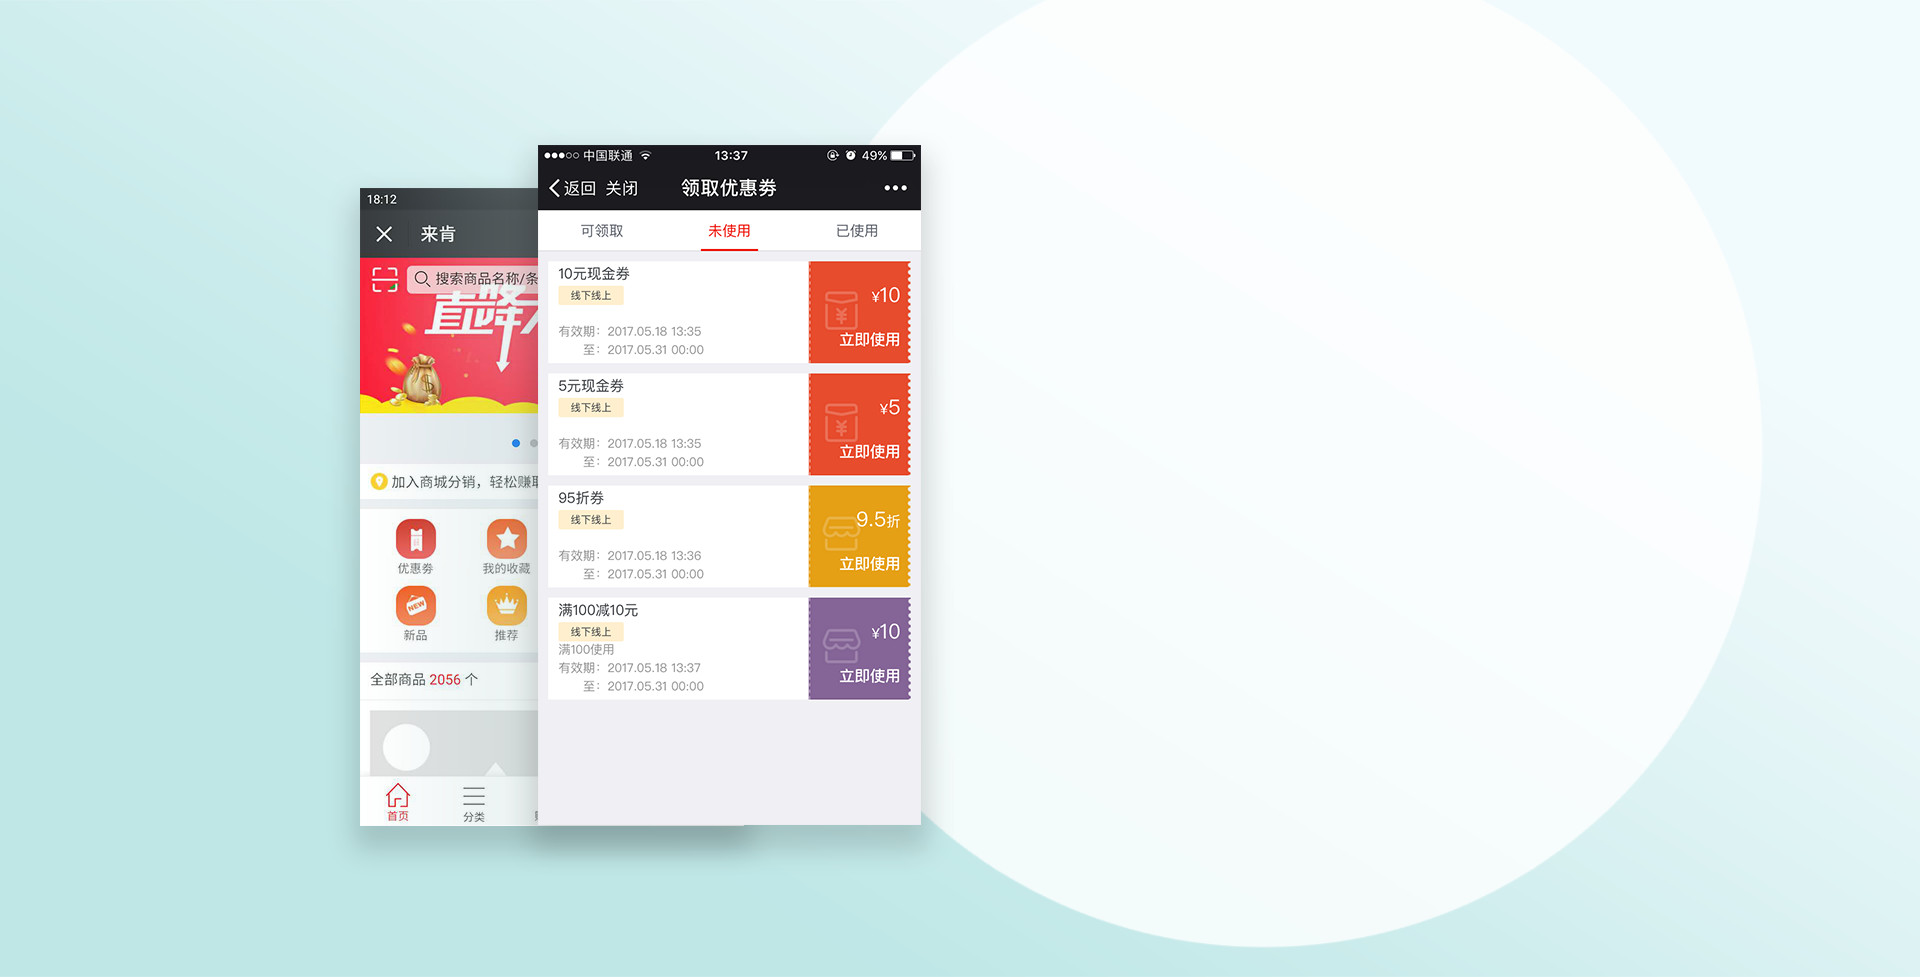 18:12
来肯
搜索商品名称/条
直降
加入商城分销，轻松赚
优惠券
我的收藏
NEW
新品
推荐
全部商品 2056 个
首页
分类
中国联通
13:37
49%
返回 关闭
领取优惠券
可领取
未使用
已使用
10元现金券
线下线上
有效期：2017.05.18 13:35
至：2017.05.31 00:00
¥10
立即使用
5元现金券
线下线上
有效期：2017.05.18 13:35
至：2017.05.31 00:00
¥5
立即使用
95折券
线下线上
有效期：2017.05.18 13:36
至：2017.05.31 00:00
9.5折
立即使用
满100减10元
线下线上
满100使用
有效期：2017.05.18 13:37
至：2017.05.31 00:00
¥10
立即使用